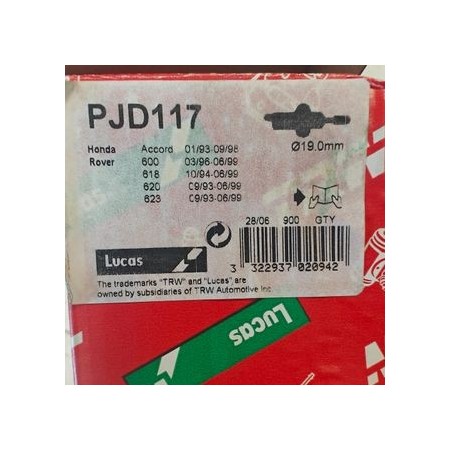 PJD117
Honda Accord 01/93-09/98
Rover 600 03/96-06/99
618 10/94-06/99
620 09/93-06/99
623 09/93-06/99
Ø19.0mm
28/06 900 GTY
Lucas
3 322937 020942
The trademarks "TRW" and "Lucas" are
owned by subsidiaries of TRW Automotive Inc
Lucas